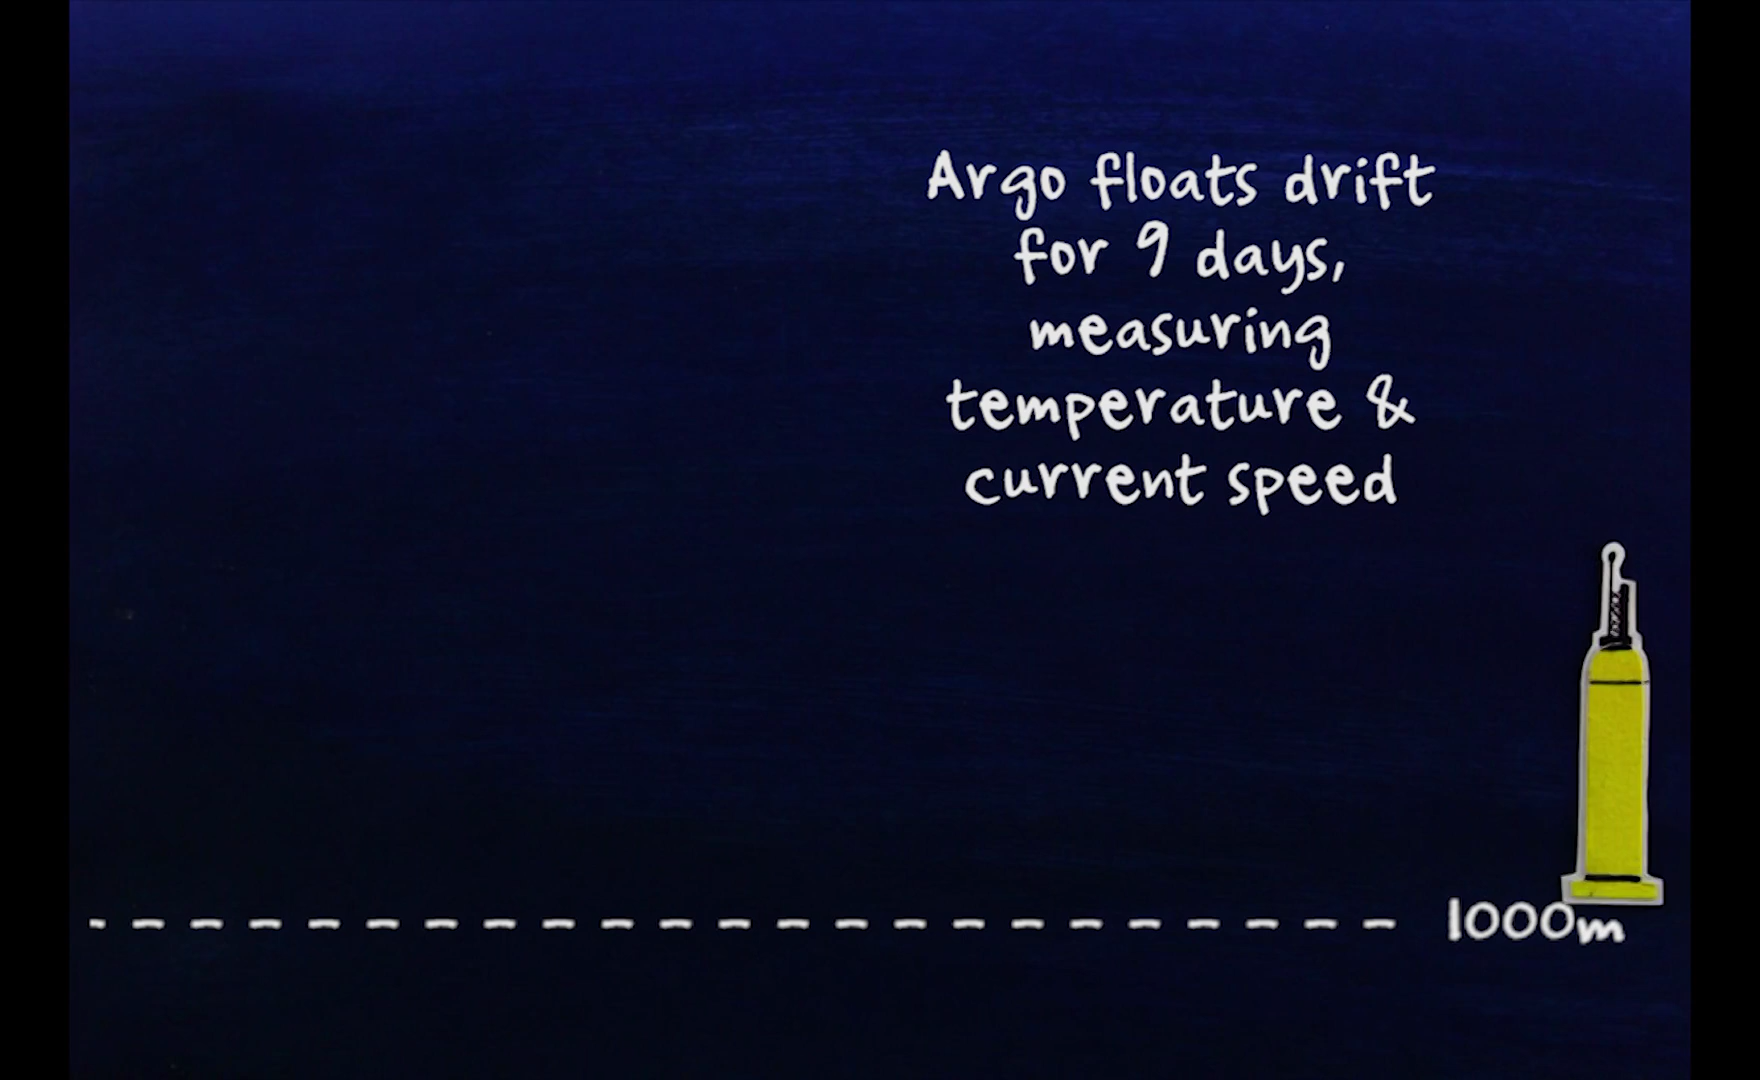 Argo floats drift
for 9 days,
measuring
temperature &
current speed
1000m